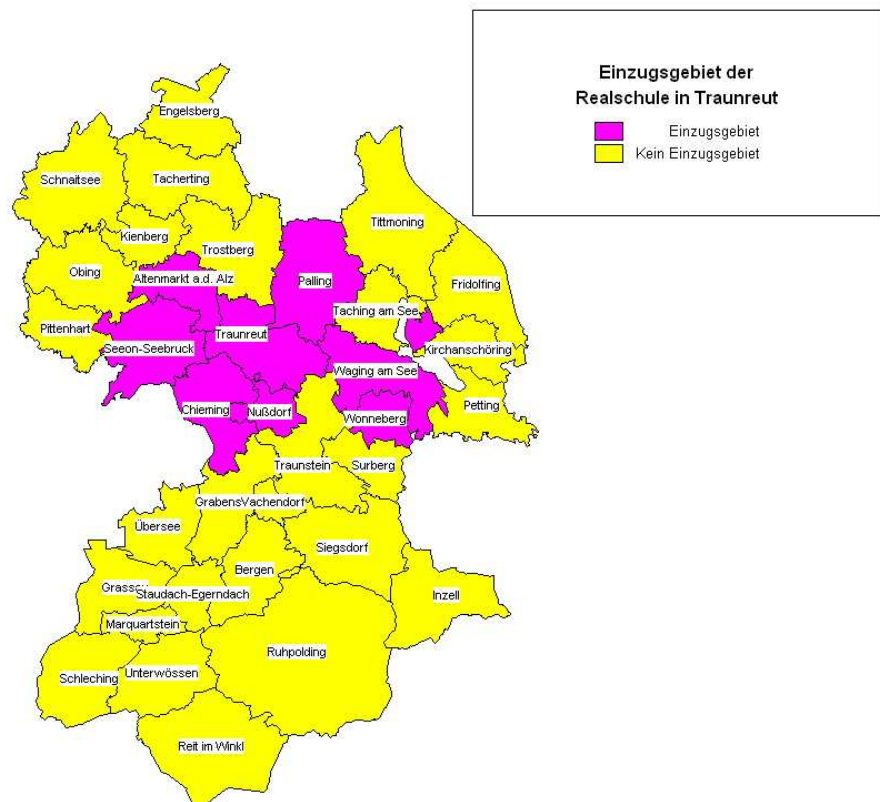 Einzugsgebiet der
Realschule in Traunreut
Einzugsgebiet
Kein Einzugsgebiet
Engelsberg
Schnaitsee
Tacherting
Kienberg
Trostberg
Tittmoning
Obing
Altenmarkt a.d. Alz
Palling
Fridolfing
Taching am See
Pittenhart
Traunreut
Seeon-Seebruck
Kirchanschöring
Waging am See
Chieming
Nußdorf
Petting
Wonneberg
Traunstein
Surberg
GrabensVachendorf
Übersee
Siegsdorf
Bergen
Grassau
Staudach-Egerndach
Inzell
Marquartstein
Ruhpolding
Schleching
Unterwössen
Reit im Winkl